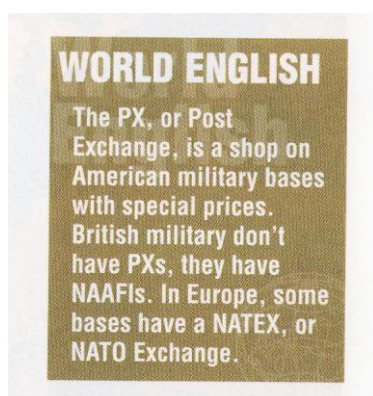 WORLD ENGLISH
The PX, or Post
Exchange, is a shop on
American military bases
with special prices.
British military don't
have PXs, they have
NAAFIs. In Europe, some
bases have a NATEX, or
NATO Exchange.